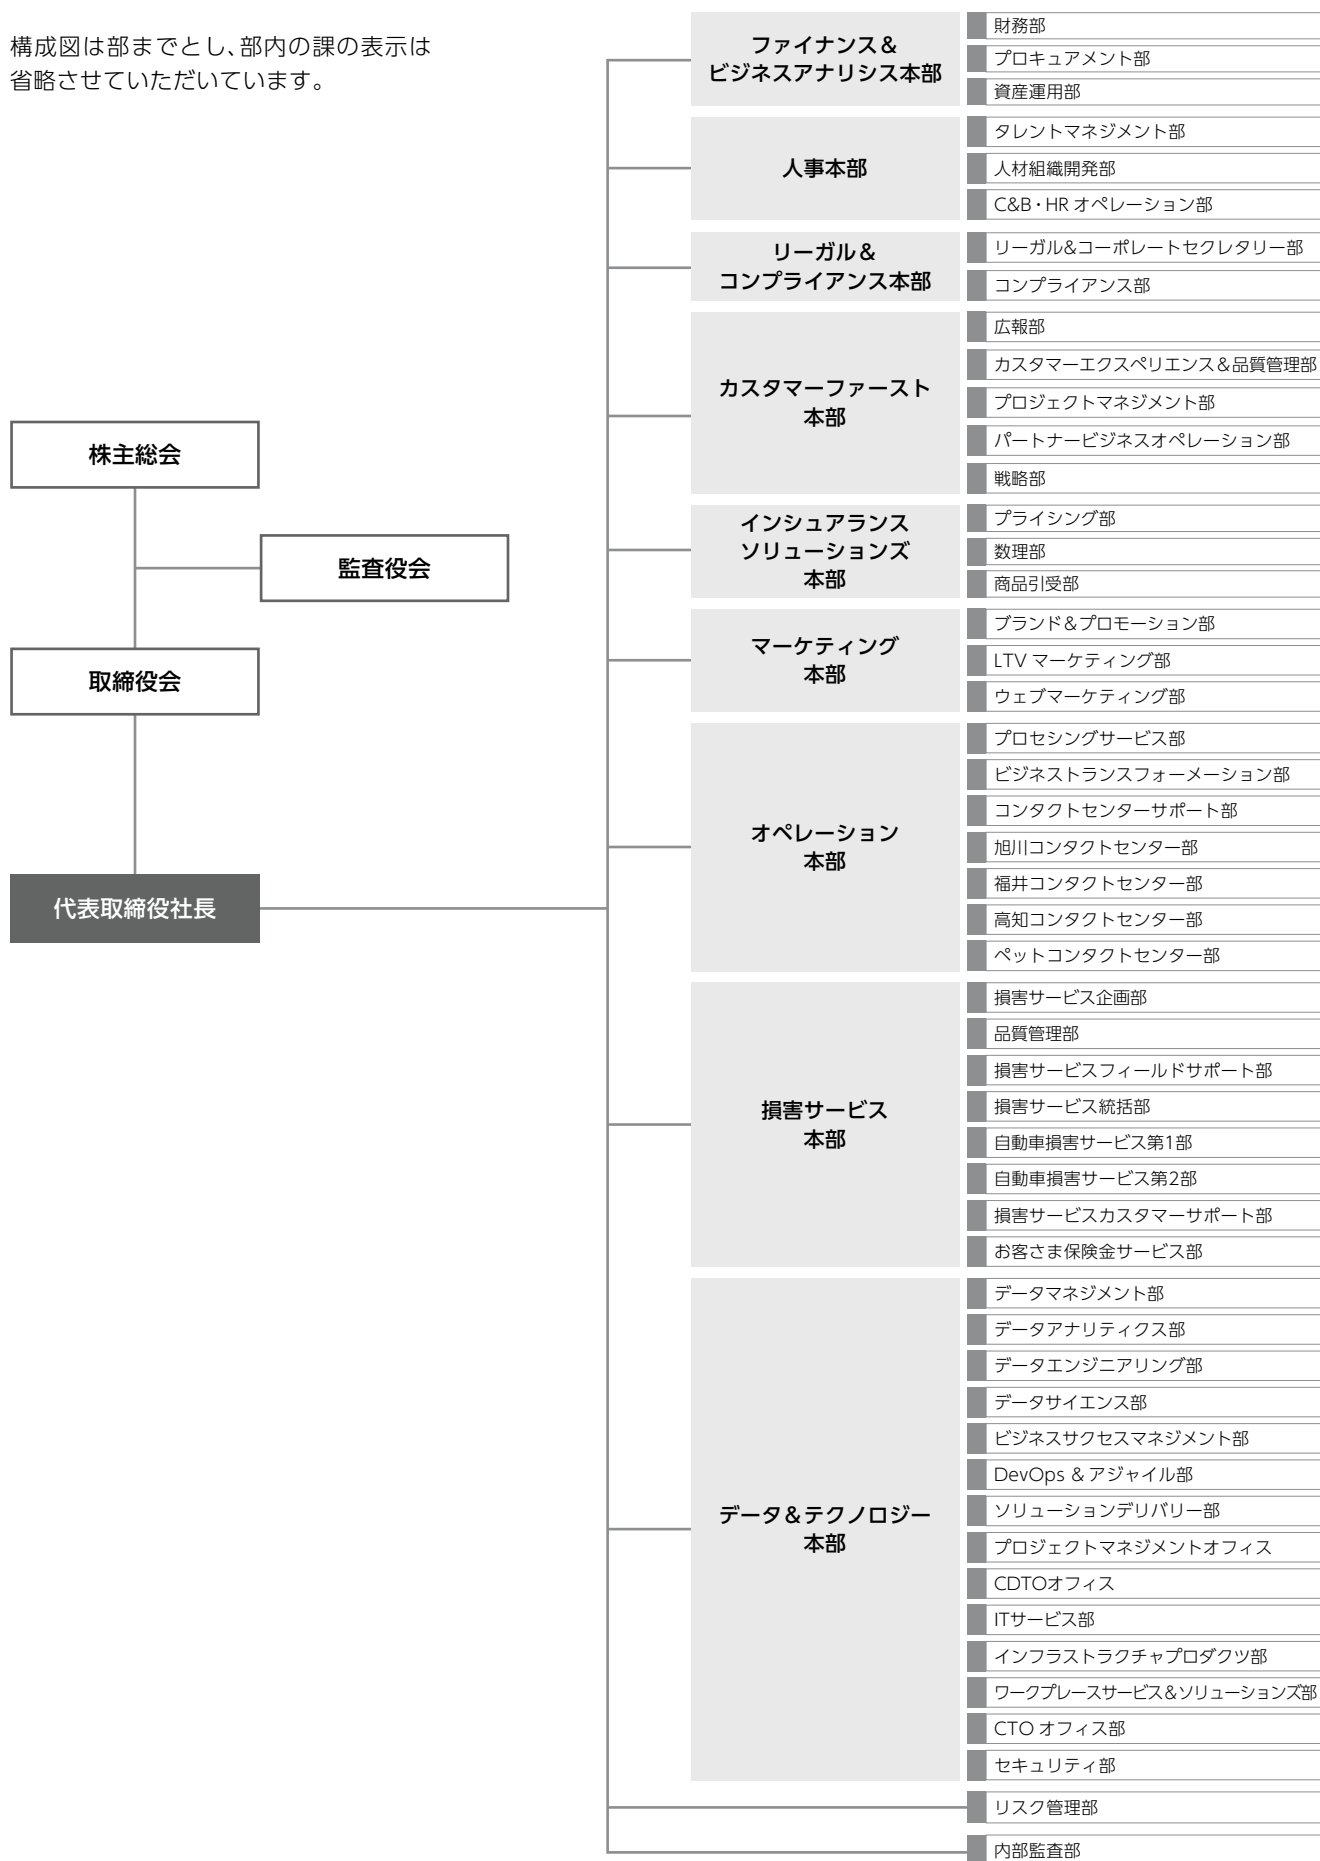 構成図は部までとし、部内の課の表示は
省略させていただいています。
株主総会
監査役会
取締役会
代表取締役社長
ファイナンス＆
ビジネスアナリシス本部
財務部
プロキュアメント部
資産運用部
人事本部
タレントマネジメント部
人材組織開発部
C&B・HR オペレーション部
リーガル＆
コンプライアンス本部
リーガル&コーポレートセクレタリー部
コンプライアンス部
カスタマーファースト
本部
広報部
カスタマーエクスペリエンス＆品質管理部
プロジェクトマネジメント部
パートナービジネスオペレーション部
戦略部
インシュアランス
ソリューションズ
本部
プライシング部
数理部
商品引受部
マーケティング
本部
ブランド＆プロモーション部
LTV マーケティング部
ウェブマーケティング部
オペレーション
本部
プロセシングサービス部
ビジネストランスフォーメーション部
コンタクトセンターサポート部
旭川コンタクトセンター部
福井コンタクトセンター部
高知コンタクトセンター部
ペットコンタクトセンター部
損害サービス
本部
損害サービス企画部
品質管理部
損害サービスフィールドサポート部
損害サービス統括部
自動車損害サービス第1部
自動車損害サービス第2部
損害サービスカスタマーサポート部
お客さま保険金サービス部
データ＆テクノロジー
本部
データマネジメント部
データアナリティクス部
データエンジニアリング部
データサイエンス部
ビジネスサクセスマネジメント部
DevOps ＆アジャイル部
ソリューションデリバリー部
プロジェクトマネジメントオフィス
CDTOオフィス
ITサービス部
インフラストラクチャプロダクツ部
ワークプレースサービス＆ソリューションズ部
CTO オフィス部
セキュリティ部
リスク管理部
内部監査部